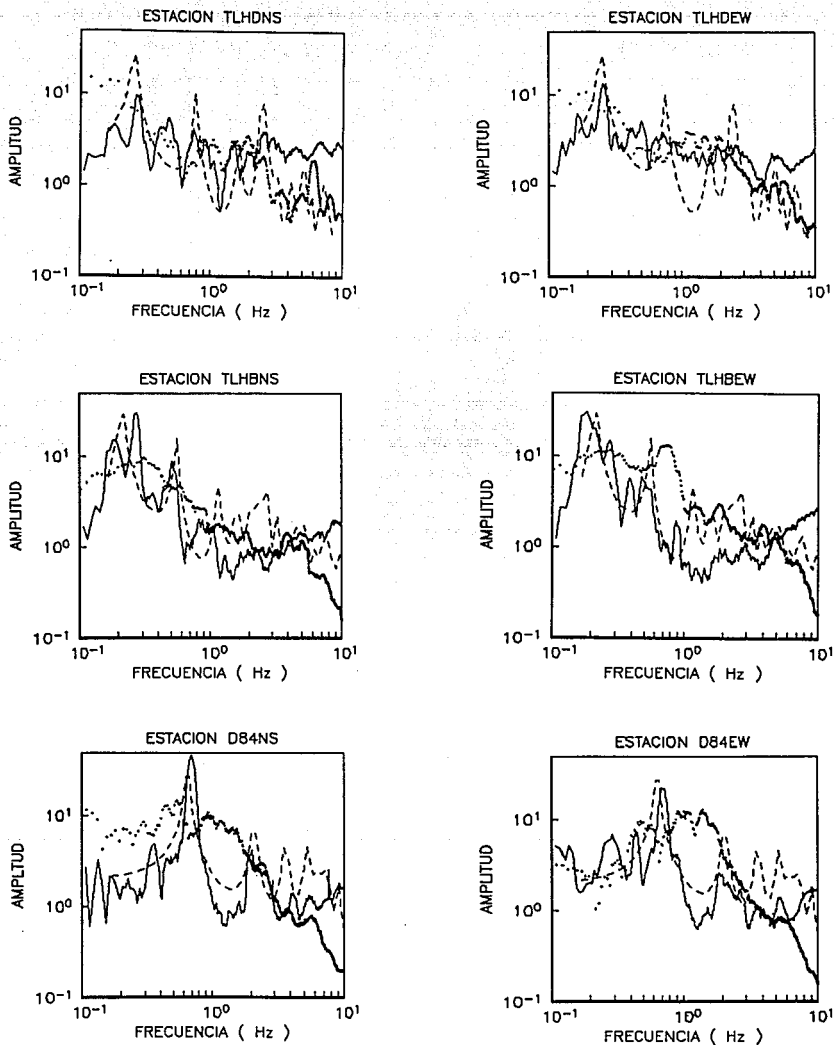 ESTACION TLHDNS
AMPLITUD
10¹
10⁰
10⁻¹
10⁻¹ 10⁰ 10¹
FRECUENCIA ( Hz )
ESTACION TLHDEW
AMPLITUD
10¹
10⁰
10⁻¹
10⁻¹ 10⁰ 10¹
FRECUENCIA ( Hz )
ESTACION TLHBNS
AMPLITUD
10¹
10⁰
10⁻¹
10⁻¹ 10⁰ 10¹
FRECUENCIA ( Hz )
ESTACION TLHBEW
AMPLITUD
10¹
10⁰
10⁻¹
10⁻¹ 10⁰ 10¹
FRECUENCIA ( Hz )
ESTACION D84NS
AMPLITUD
10¹
10⁰
10⁻¹
10⁻¹ 10⁰ 10¹
FRECUENCIA ( Hz )
ESTACION D84EW
AMPLITUD
10¹
10⁰
10⁻¹
10⁻¹ 10⁰ 10¹
FRECUENCIA ( Hz )